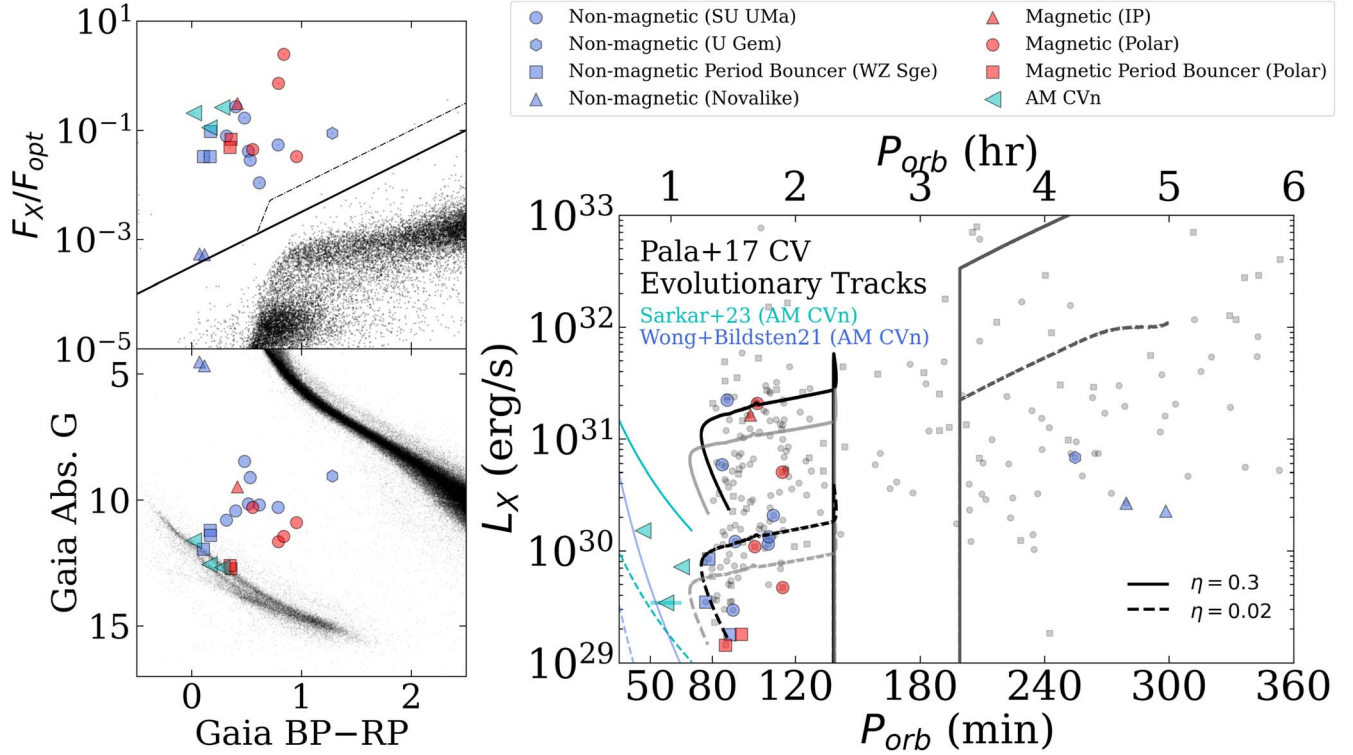 Non-magnetic (SU UMa)
Non-magnetic (U Gem)
Non-magnetic Period Bouncer (WZ Sge)
Non-magnetic (Novalike)
Magnetic (IP)
Magnetic (Polar)
Magnetic Period Bouncer (Polar)
AM CVn
F_X/F_opt
10^1
10^−1
10^−3
10^−5
Gaia Abs. G
5
10
15
0 1 2
Gaia BP−RP
P_orb (hr)
1 2 3 4 5 6
L_X (erg/s)
10^33
10^32
10^31
10^30
10^29
Pala+17 CV
Evolutionary Tracks
Sarkar+23 (AM CVn)
Wong+Bildsten21 (AM CVn)
η = 0.3
η = 0.02
50 80 120 180 240 300 360
P_orb (min)